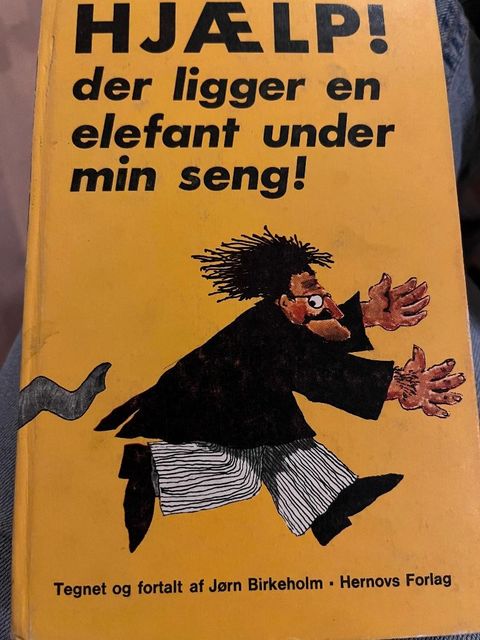 HJÆLP!
der ligger en
elefant under
min seng!
Tegnet og fortalt af Jørn Birkeholm · Hernovs Forlag